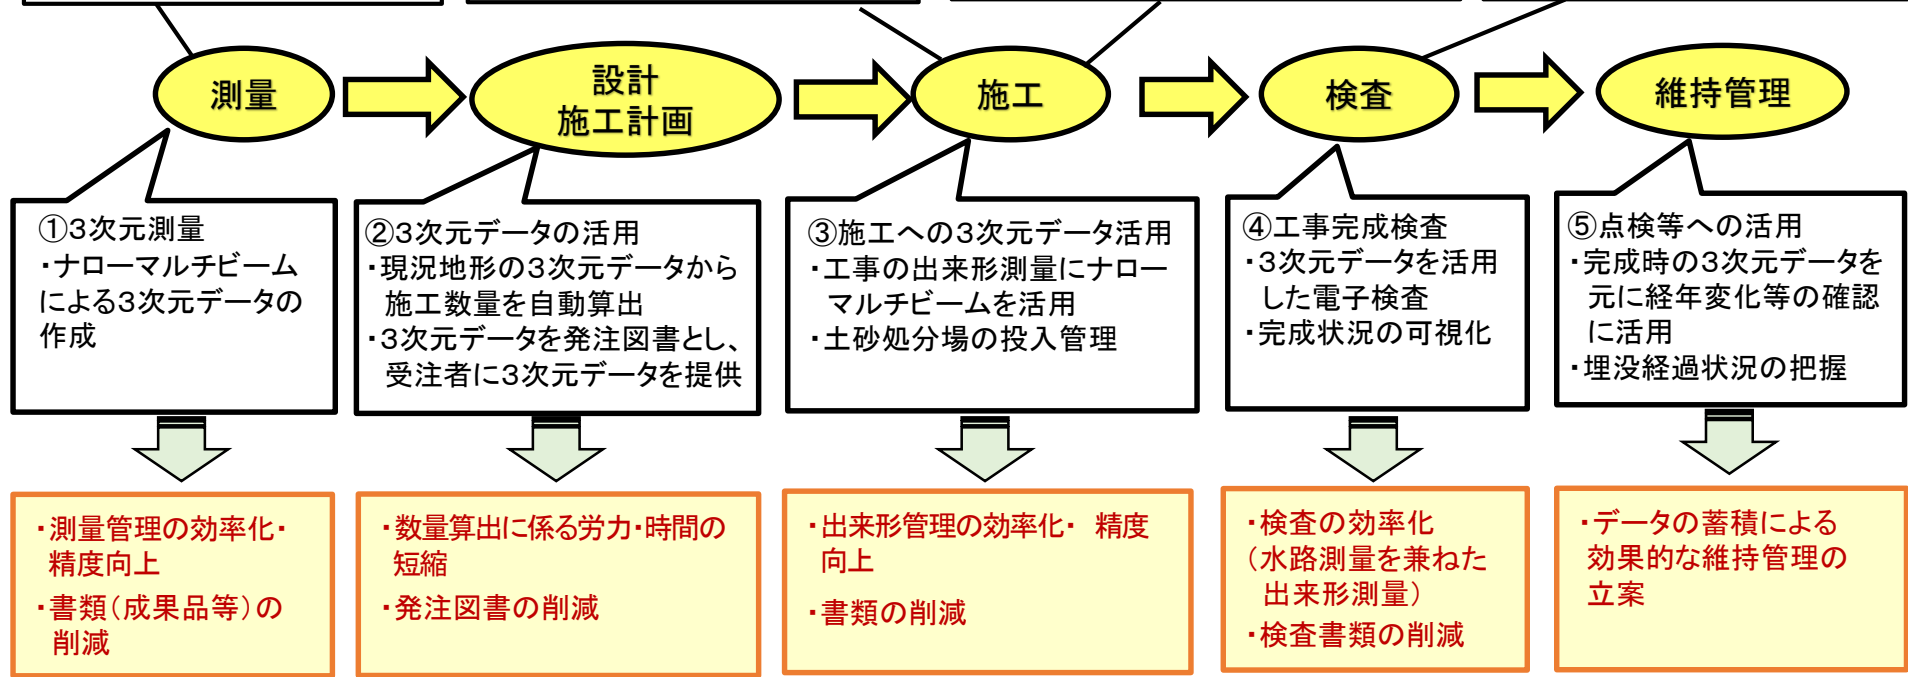 測量
設計
施工計画
施工
検査
維持管理
①3次元測量
・ナローマルチビーム
による3次元データの
作成
②3次元データの活用
・現況地形の3次元データから
施工数量を自動算出
・3次元データを発注図書とし、
受注者に3次元データを提供
③施工への3次元データ活用
・工事の出来形測量にナロー
マルチビームを活用
・土砂処分場の投入管理
④工事完成検査
・3次元データを活用
した電子検査
・完成状況の可視化
⑤点検等への活用
・完成時の3次元データを
元に経年変化等の確認
に活用
・埋没経過状況の把握
・測量管理の効率化・
精度向上
・書類(成果品等)の
削減
・数量算出に係る労力・時間の
短縮
・発注図書の削減
・出来形管理の効率化・ 精度
向上
・書類の削減
・検査の効率化
(水路測量を兼ねた
出来形測量)
・検査書類の削減
・データの蓄積による
効果的な維持管理の
立案